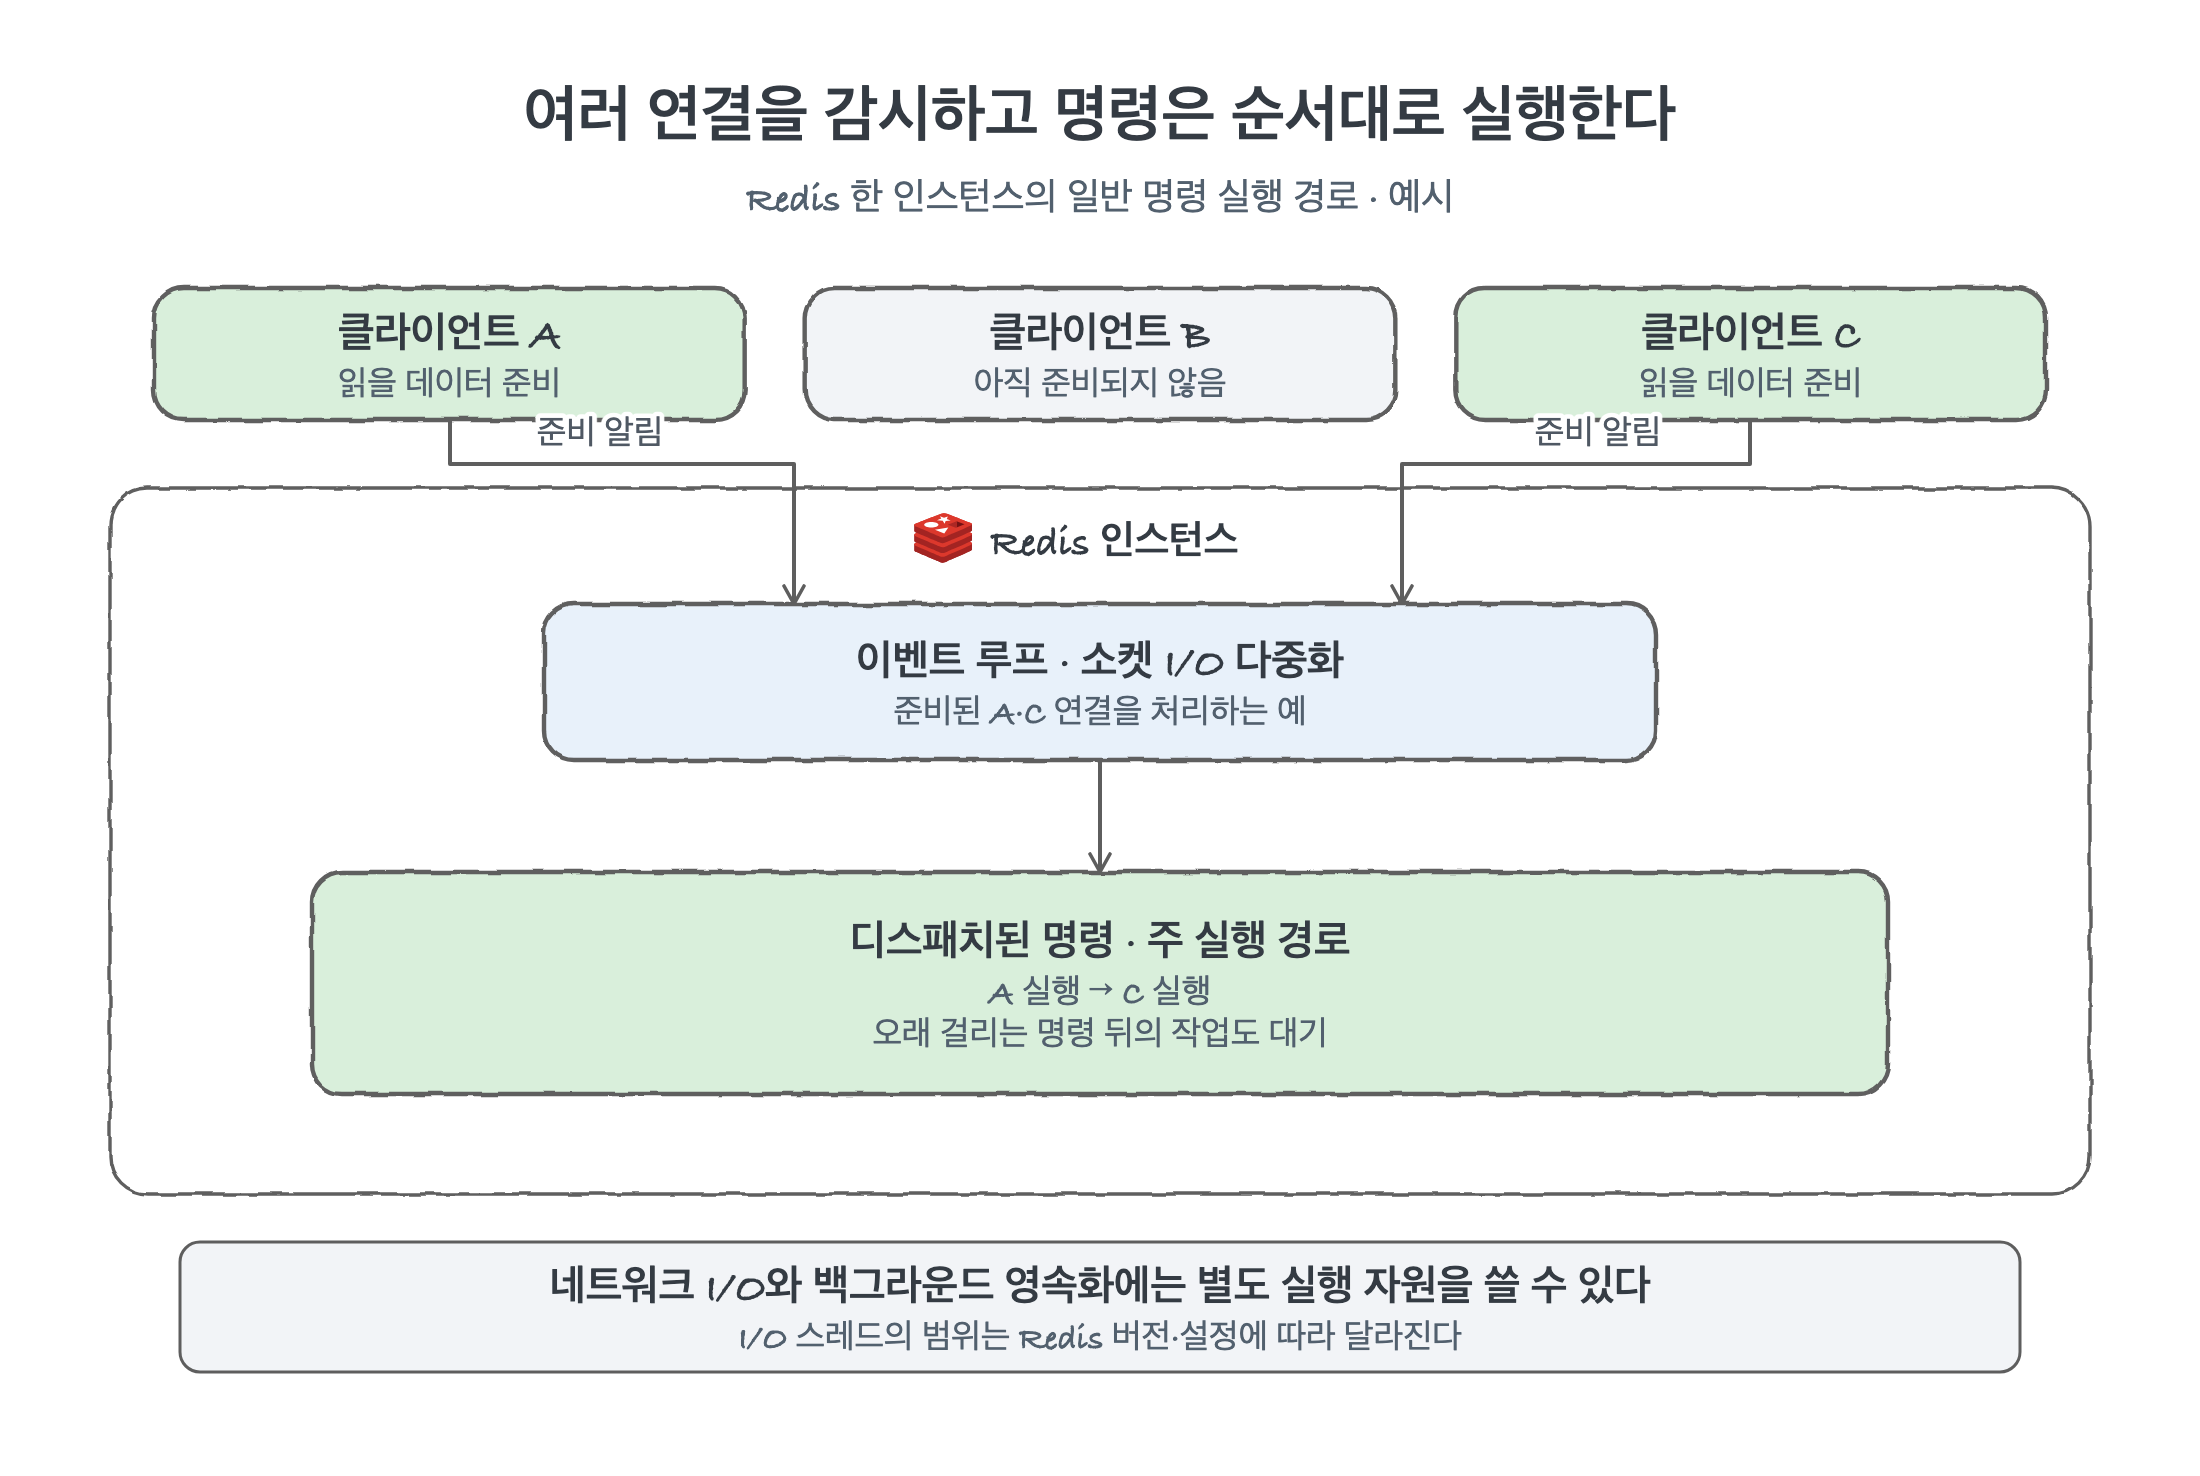 여러 연결을 감시하고 명령은 순서대로 실행한다
Redis 한 인스턴스의 일반 명령 실행 경로 · 예시
클라이언트 A
읽을 데이터 준비
클라이언트 B
아직 준비되지 않음
클라이언트 C
읽을 데이터 준비
준비 알림
준비 알림
Redis 인스턴스
이벤트 루프 · 소켓 I/O 다중화
준비된 A·C 연결을 처리하는 예
디스패치된 명령 · 주 실행 경로
A 실행 → C 실행
오래 걸리는 명령 뒤의 작업도 대기
네트워크 I/O와 백그라운드 영속화에는 별도 실행 자원을 쓸 수 있다
I/O 스레드의 범위는 Redis 버전·설정에 따라 달라진다